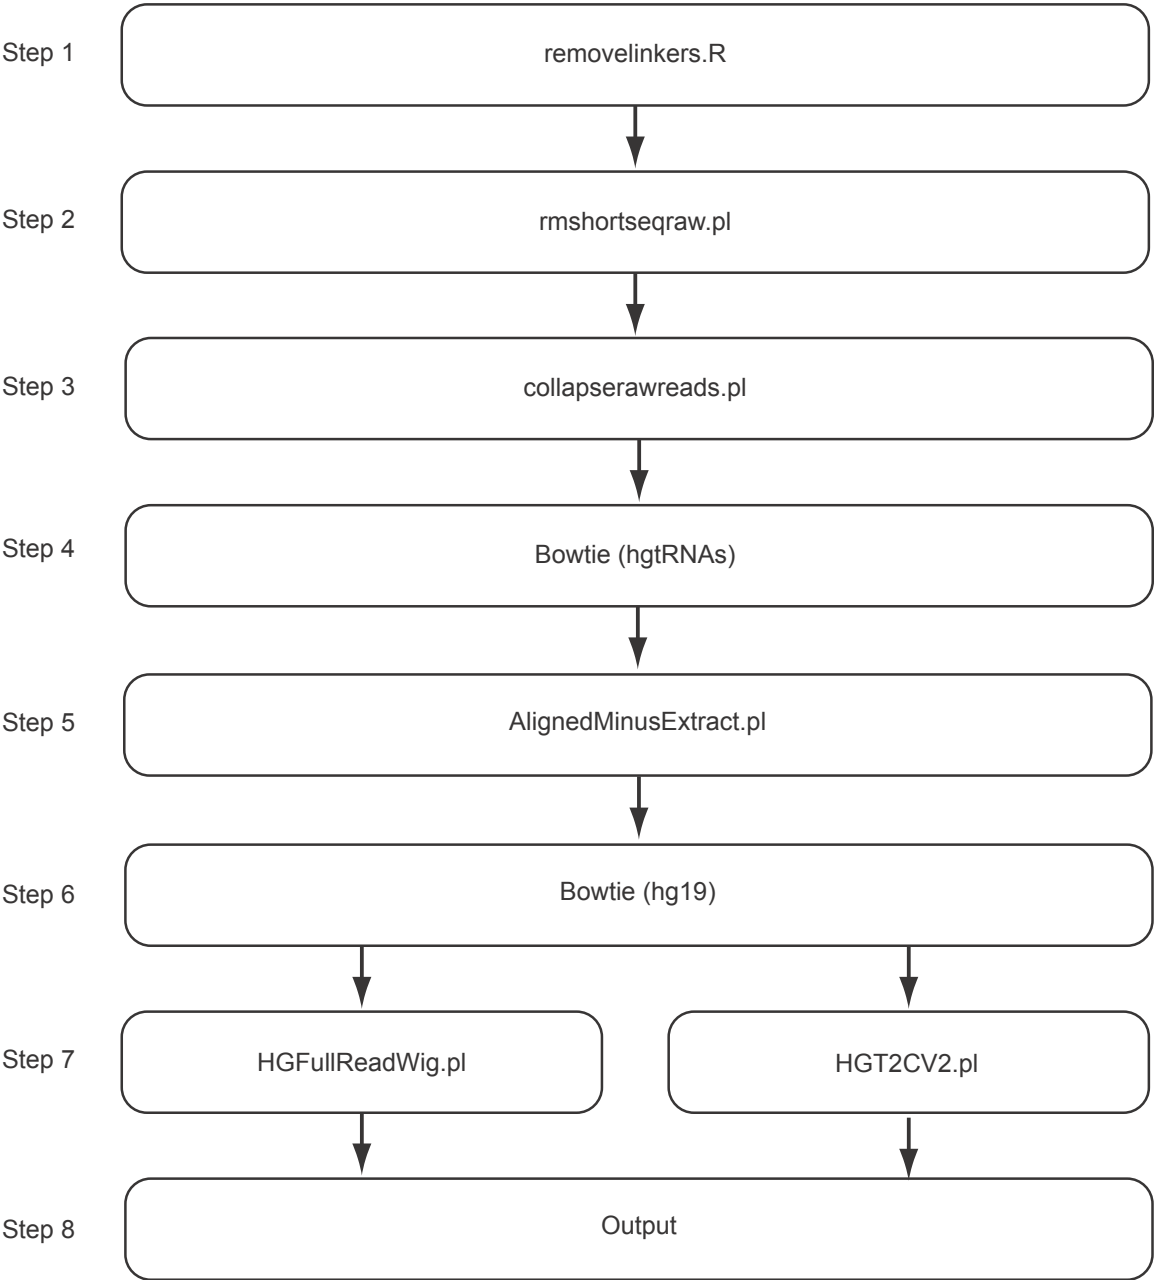 Step 1
removelinkers.R
Step 2
rmshortseqraw.pl
Step 3
collapserawreads.pl
Step 4
Bowtie (hgtRNAs)
Step 5
AlignedMinusExtract.pl
Step 6
Bowtie (hg19)
Step 7
HGFullReadWig.pl
HGT2CV2.pl
Step 8
Output